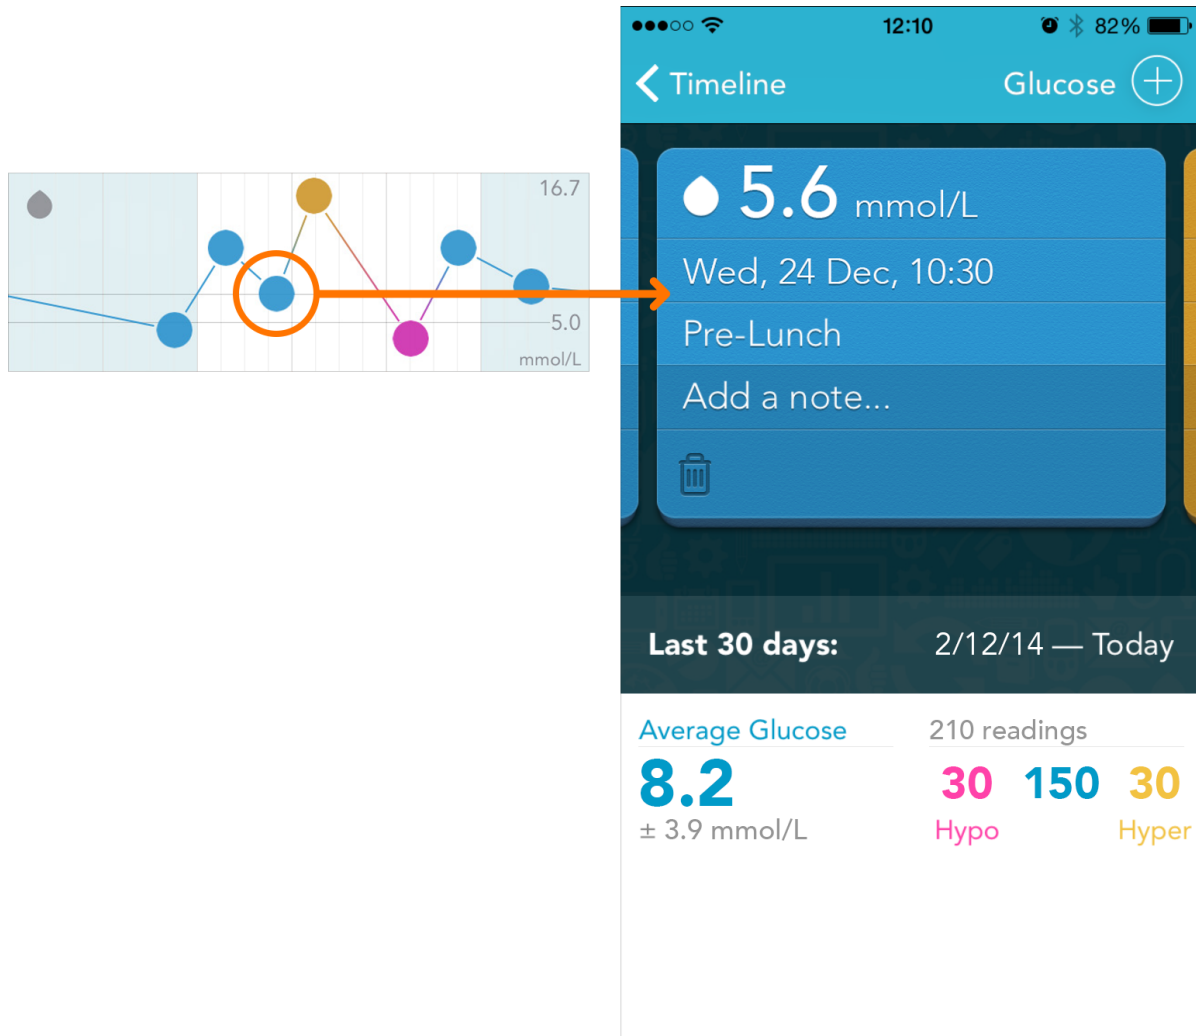 16.7
5.0
mmol/L
12:10
82%
Timeline
Glucose
5.6 mmol/L
Wed, 24 Dec, 10:30
Pre-Lunch
Add a note...
Last 30 days:
2/12/14 — Today
Average Glucose
8.2
± 3.9 mmol/L
210 readings
30 150 30
Hypo Hyper